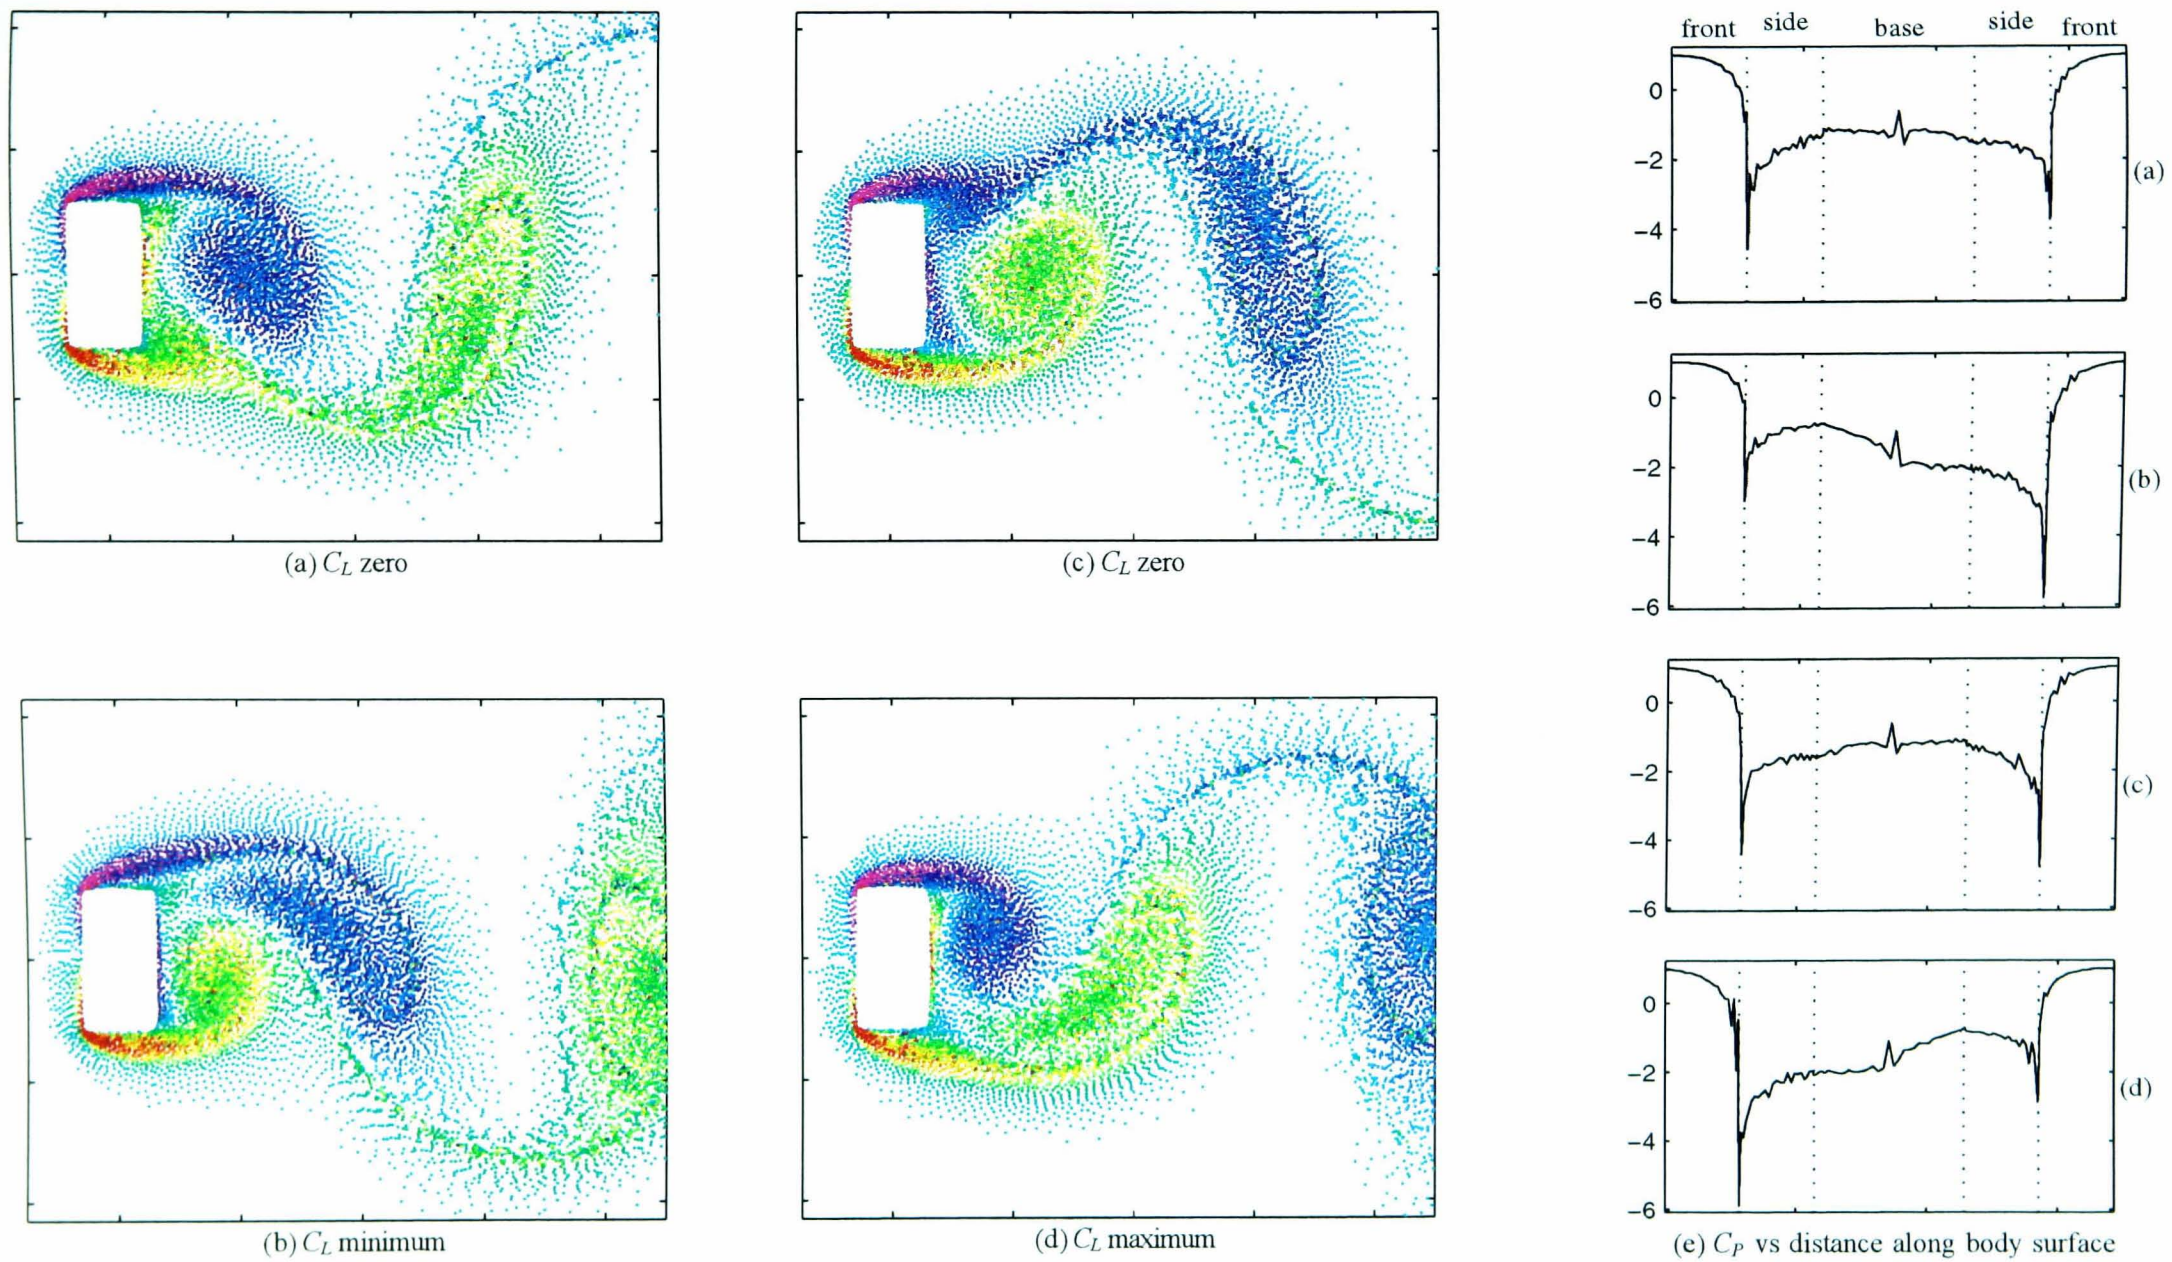 front side base side front
0
−2
−4
−6
(a)
(a) C_L zero
(c) C_L zero
0
−2
−4
−6
(b)
0
−2
−4
−6
(c)
0
−2
−4
−6
(d)
(b) C_L minimum
(d) C_L maximum
(e) C_P vs distance along body surface